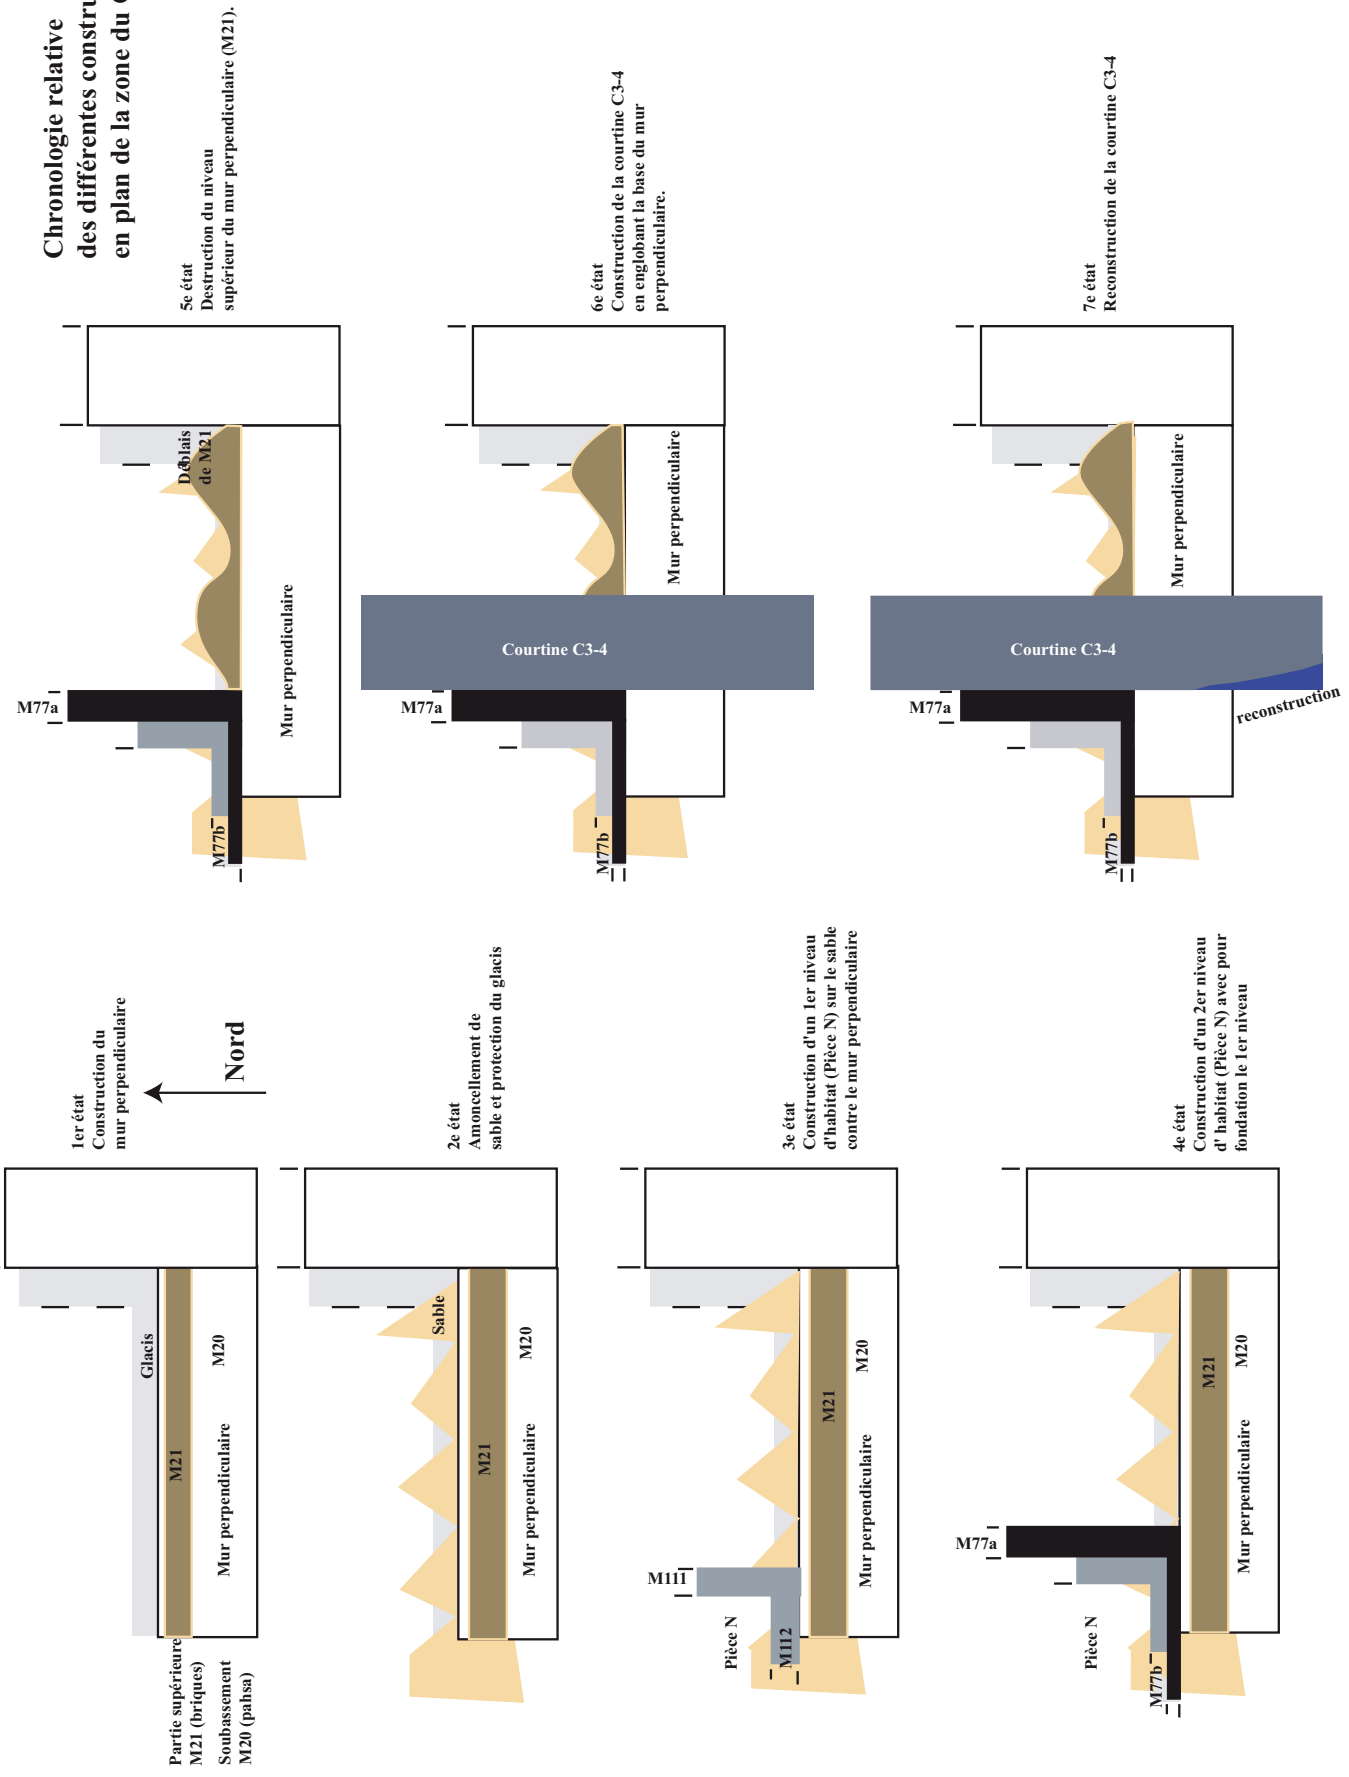 Chronologie relative
des différentes
en plan de la zone du
1er état
Construction du
mur perpendiculaire
Nord
Glacis
M21
M20
Mur perpendiculaire
Partie supérieure
M21 (briques)
Soubassement
M20 (pahsa)
2e état
Amoncellement de
sable et protection du glacis
Sable
M21
M20
Mur perpendiculaire
3e état
Construction d'un 1er niveau
d'habitat (Pièce N) sur le sable
contre le mur perpendiculaire
M111
Pièce N
M112
M21
M20
Mur perpendiculaire
4e état
Construction d'un 2er niveau
d' habitat (Pièce N) avec pour
fondation le 1er niveau
M77a
Pièce N
M77b
M21
M20
Mur perpendiculaire
5e état
Destruction du niveau
supérieur du mur perpendiculaire (M21).
Déblais
de M21
M77a
M77b
Mur perpendiculaire
6e état
Construction de la courtine C3-4
en englobant la base du mur
perpendiculaire.
Mur perpendiculaire
Courtine C3-4
M77a
M77b
7e état
Reconstruction de la courtine C3-4
Mur perpendiculaire
Courtine C3-4
M77a
reconstruction
M77b